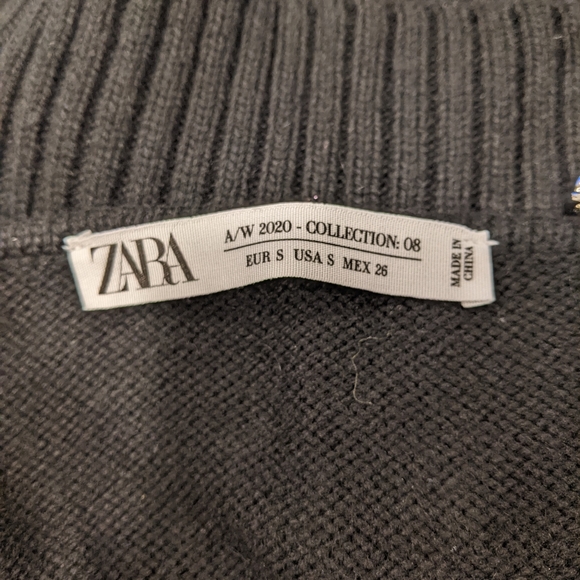 ZARA
A/W 2020 - COLLECTION: 08
EUR S USA S MEX 26
MADE IN
CHINA